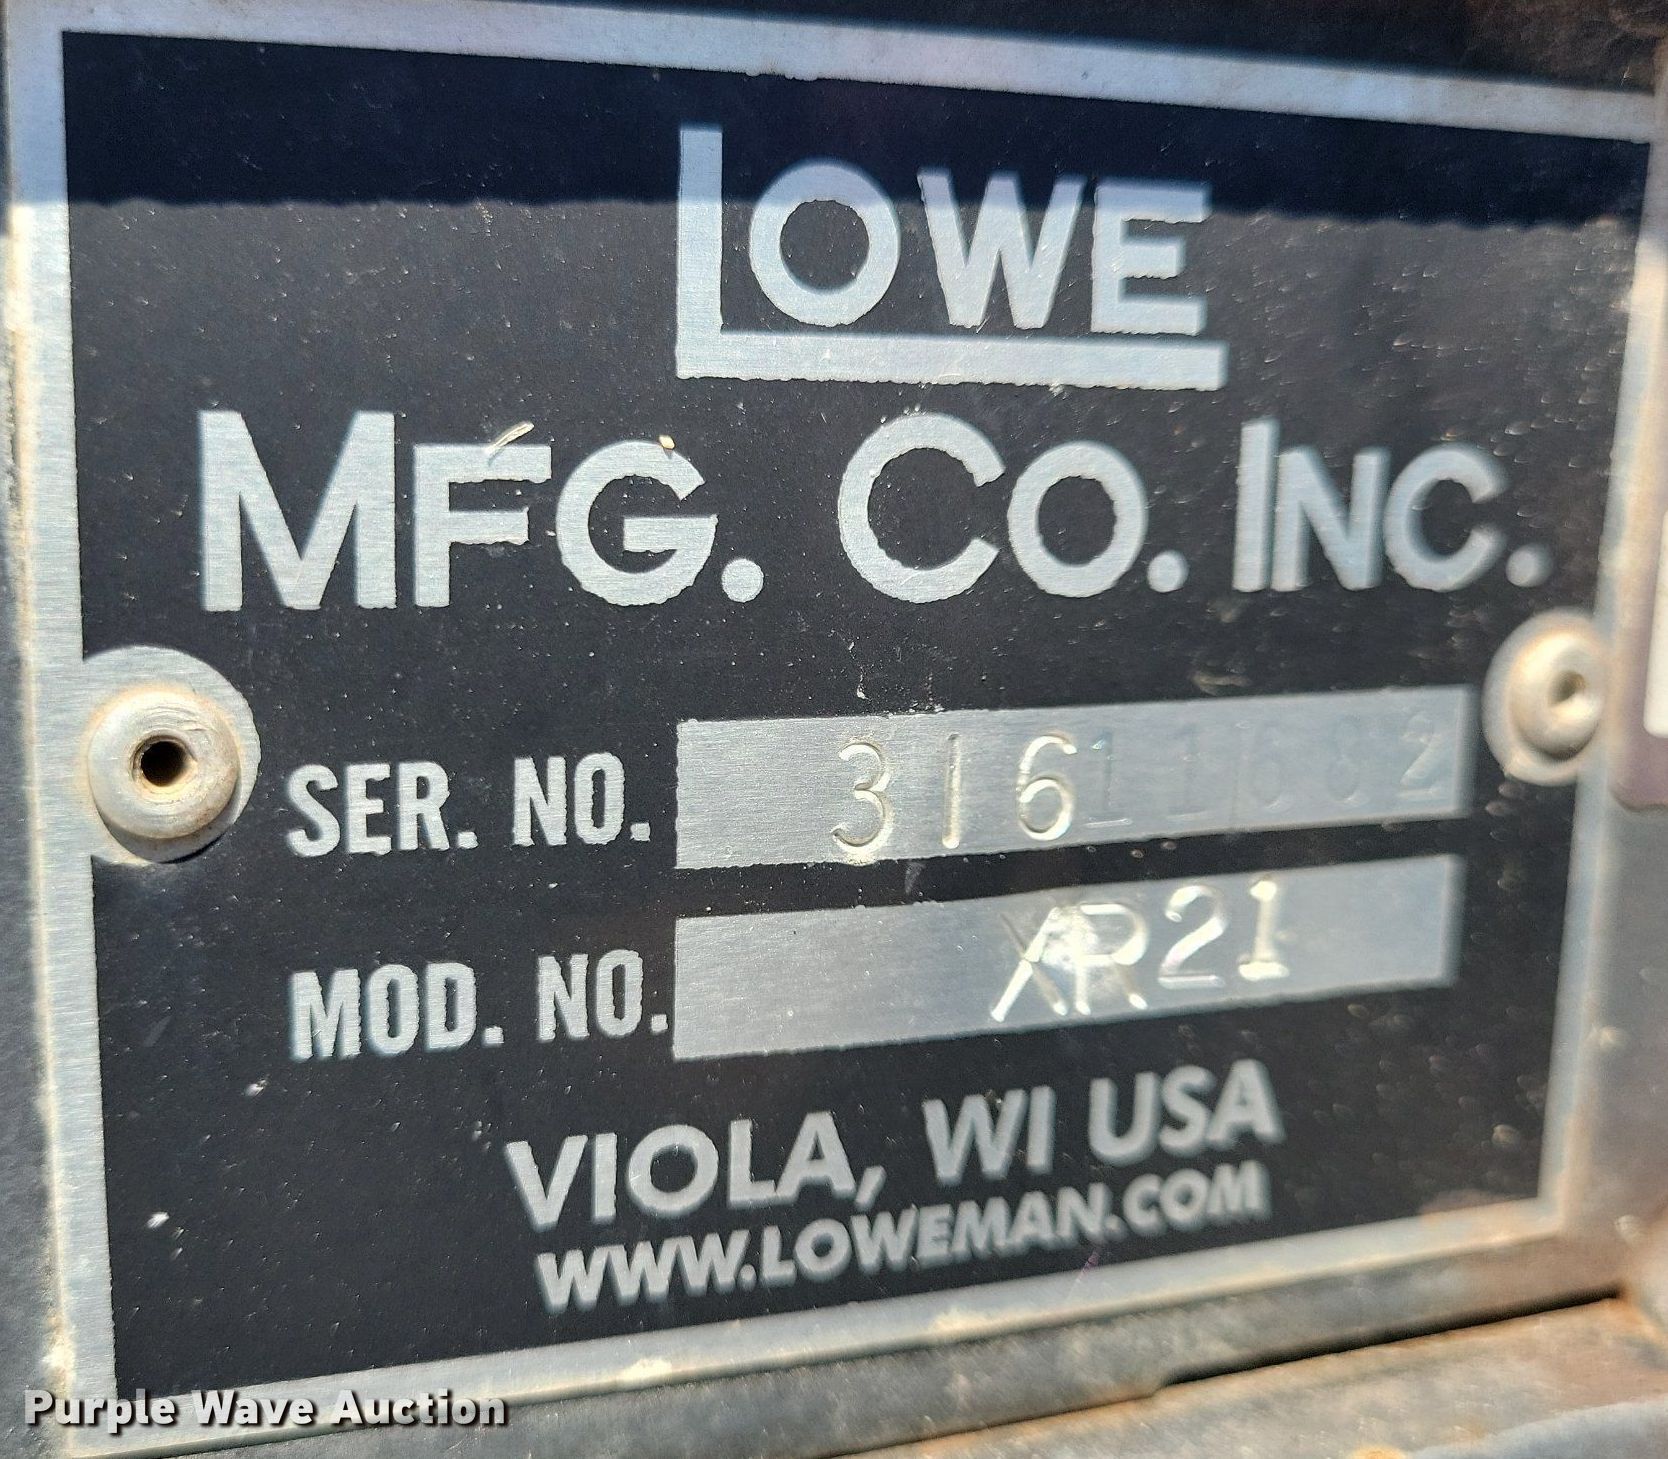 LOWE
MFG. CO. INC.
SER. NO. 31611682
MOD. NO. XR21
VIOLA, WI USA
WWW.LOWEMAN.COM
Purple Wave Auction